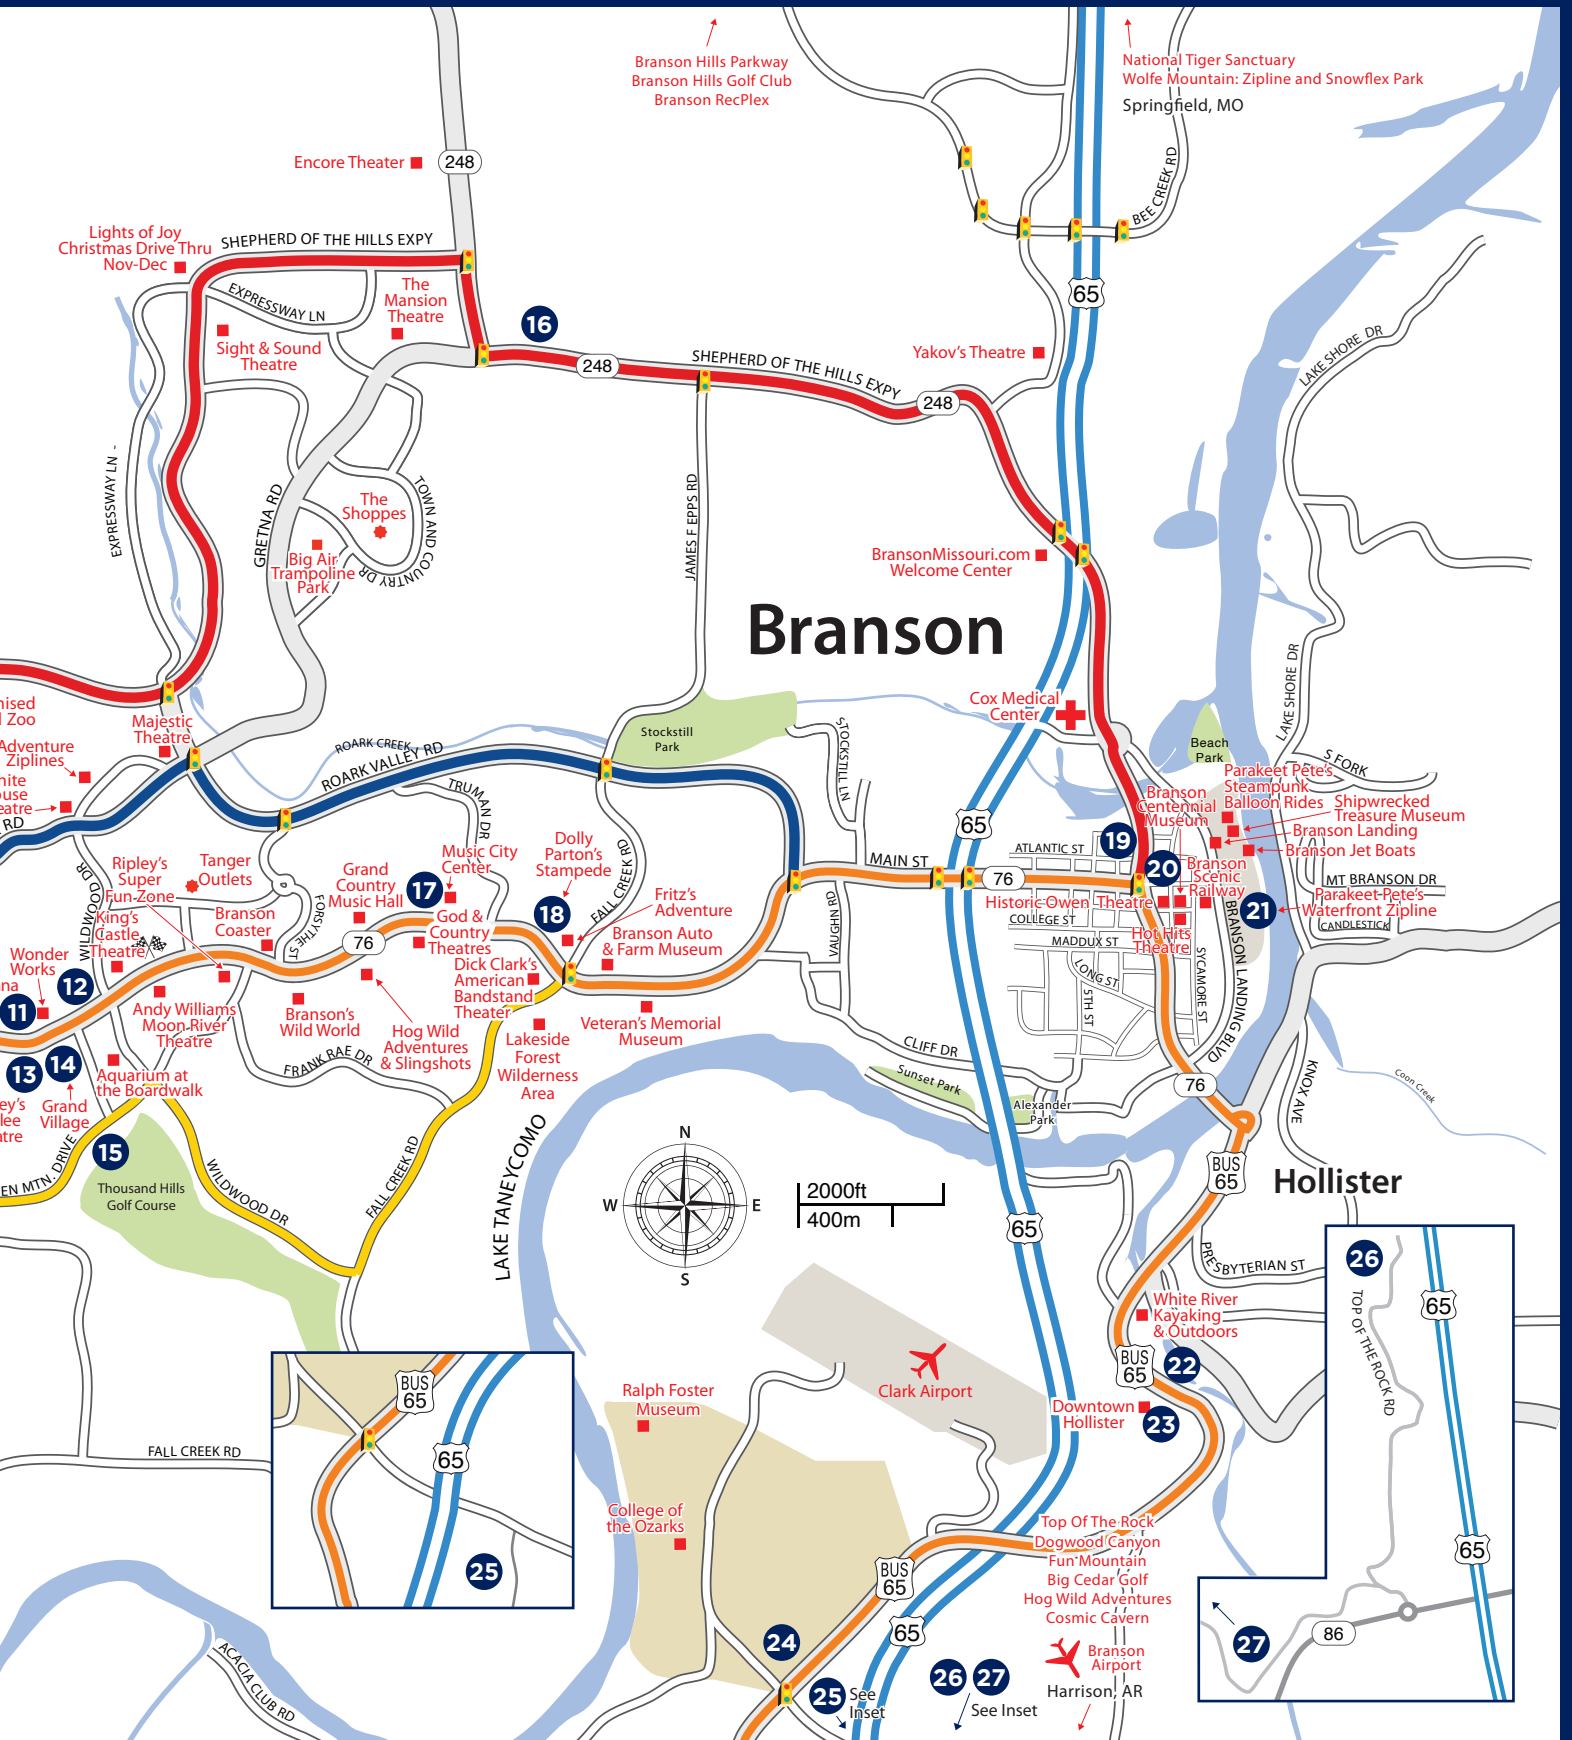 Branson Hills Parkway
Branson Hills Golf Club
Branson RecPlex
National Tiger Sanctuary
Wolfe Mountain: Zipline and Snowflex Park
Springfield, MO
Encore Theater
248
BEE CREEK RD
Lights of Joy
Christmas Drive Thru
Nov-Dec
SHEPHERD OF THE HILLS EXPY
EXPRESSWAY LN
The
Mansion
Theatre
65
16
Sight & Sound
Theatre
248
SHEPHERD OF THE HILLS EXPY
248
Yakov's Theatre
LAKE SHORE DR
EXPRESSWAY LN -
GRETNA RD
The
Shoppes
TOWN AND COUNTRY DR
Big Air
Trampoline
Park
JAMES F EPPS RD
BransonMissouri.com
Welcome Center
Branson
LAKE SHORE DR
Cox Medical
Center
Majestic
Theatre
Adventure
Ziplines
RD
ROARK CREEK
ROARK VALLEY RD
Stockstill
Park
STOCKSTILL LN
Beach
Park
S FORK
TRUMAN DR
Parakeet Pete's
Steampunk
Balloon Rides
Branson
Centennial
Museum
Shipwrecked
Treasure Museum
Branson Landing
Branson Jet Boats
65
19
20
ATLANTIC ST
MAIN ST
76
Branson
Scenic
Railway
MT BRANSON DR
Parakeet Pete's
Waterfront Zipline
CANDLESTICK
21
Historic Owen Theatre
COLLEGE ST
MADDUX ST
Hot Hits
Theatre
LONG ST
5TH ST
SYCAMORE ST
BRANSON LANDING BLVD
VAUGHN RD
Dolly
Parton's
Stampede
FALL CREEK RD
Music City
Center
17
18
Fritz's
Adventure
Branson Auto
& Farm Museum
Ripley's
Super
Fun Zone
Tanger
Outlets
Grand
Country
Music Hall
WILDWOOD DR
King's
Castle
Theatre
Branson
Coaster
FORSYTHE ST
76
God &
Country
Theatres
Dick Clark's
American
Bandstand
Theater
Wonder
Works
12
11
13
14
Andy Williams
Moon River
Theatre
Branson's
Wild World
Hog Wild
Adventures
& Slingshots
Lakeside
Forest
Wilderness
Area
Veteran's Memorial
Museum
FRANK RAE DR
Aquarium at
the Boardwalk
Grand
Village
15
Thousand Hills
Golf Course
WILDWOOD DR
FALL CREEK RD
LAKE TANEYCOMO
CLIFF DR
Sunset Park
Alexander
Park
76
KNOX AVE
Coon Creek
N
W
E
S
2000ft
400m
BUS
65
Hollister
65
PRESBYTERIAN ST
White River
Kayaking
& Outdoors
BUS
65
22
Downtown
Hollister
23
26
TOP OF THE ROCK RD
65
65
86
27
Clark Airport
Ralph Foster
Museum
College of
the Ozarks
FALL CREEK RD
BUS
65
65
25
ACACIA CLUB RD
Top Of The Rock
Dogwood Canyon
Fun Mountain
Big Cedar Golf
Hog Wild Adventures
Cosmic Cavern
BUS
65
65
24
25
See
Inset
26
27
See Inset
Branson
Airport
Harrison, AR